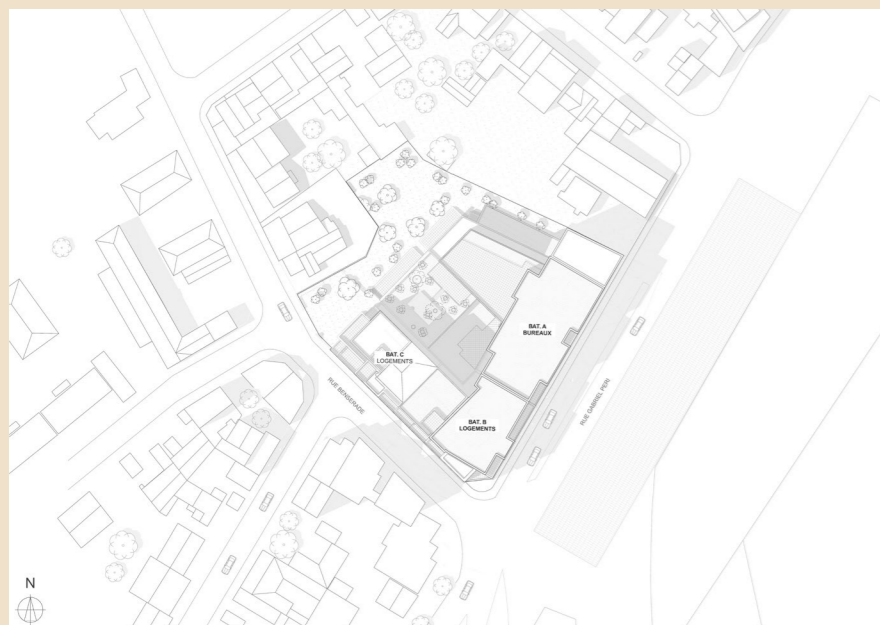 BAT. A
BUREAUX
BAT. C
LOGEMENTS
RUE BENSERADE
RUE GABRIEL PERI
BAT. B
LOGEMENTS
N